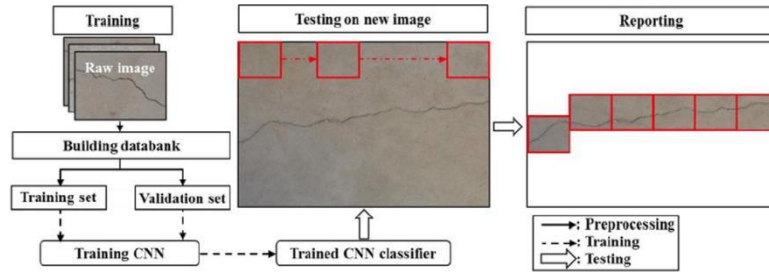 Training
Raw image
Building databank
Training set
Validation set
Training CNN
Testing on new image
Trained CNN classifier
Reporting
: Preprocessing
: Training
: Testing